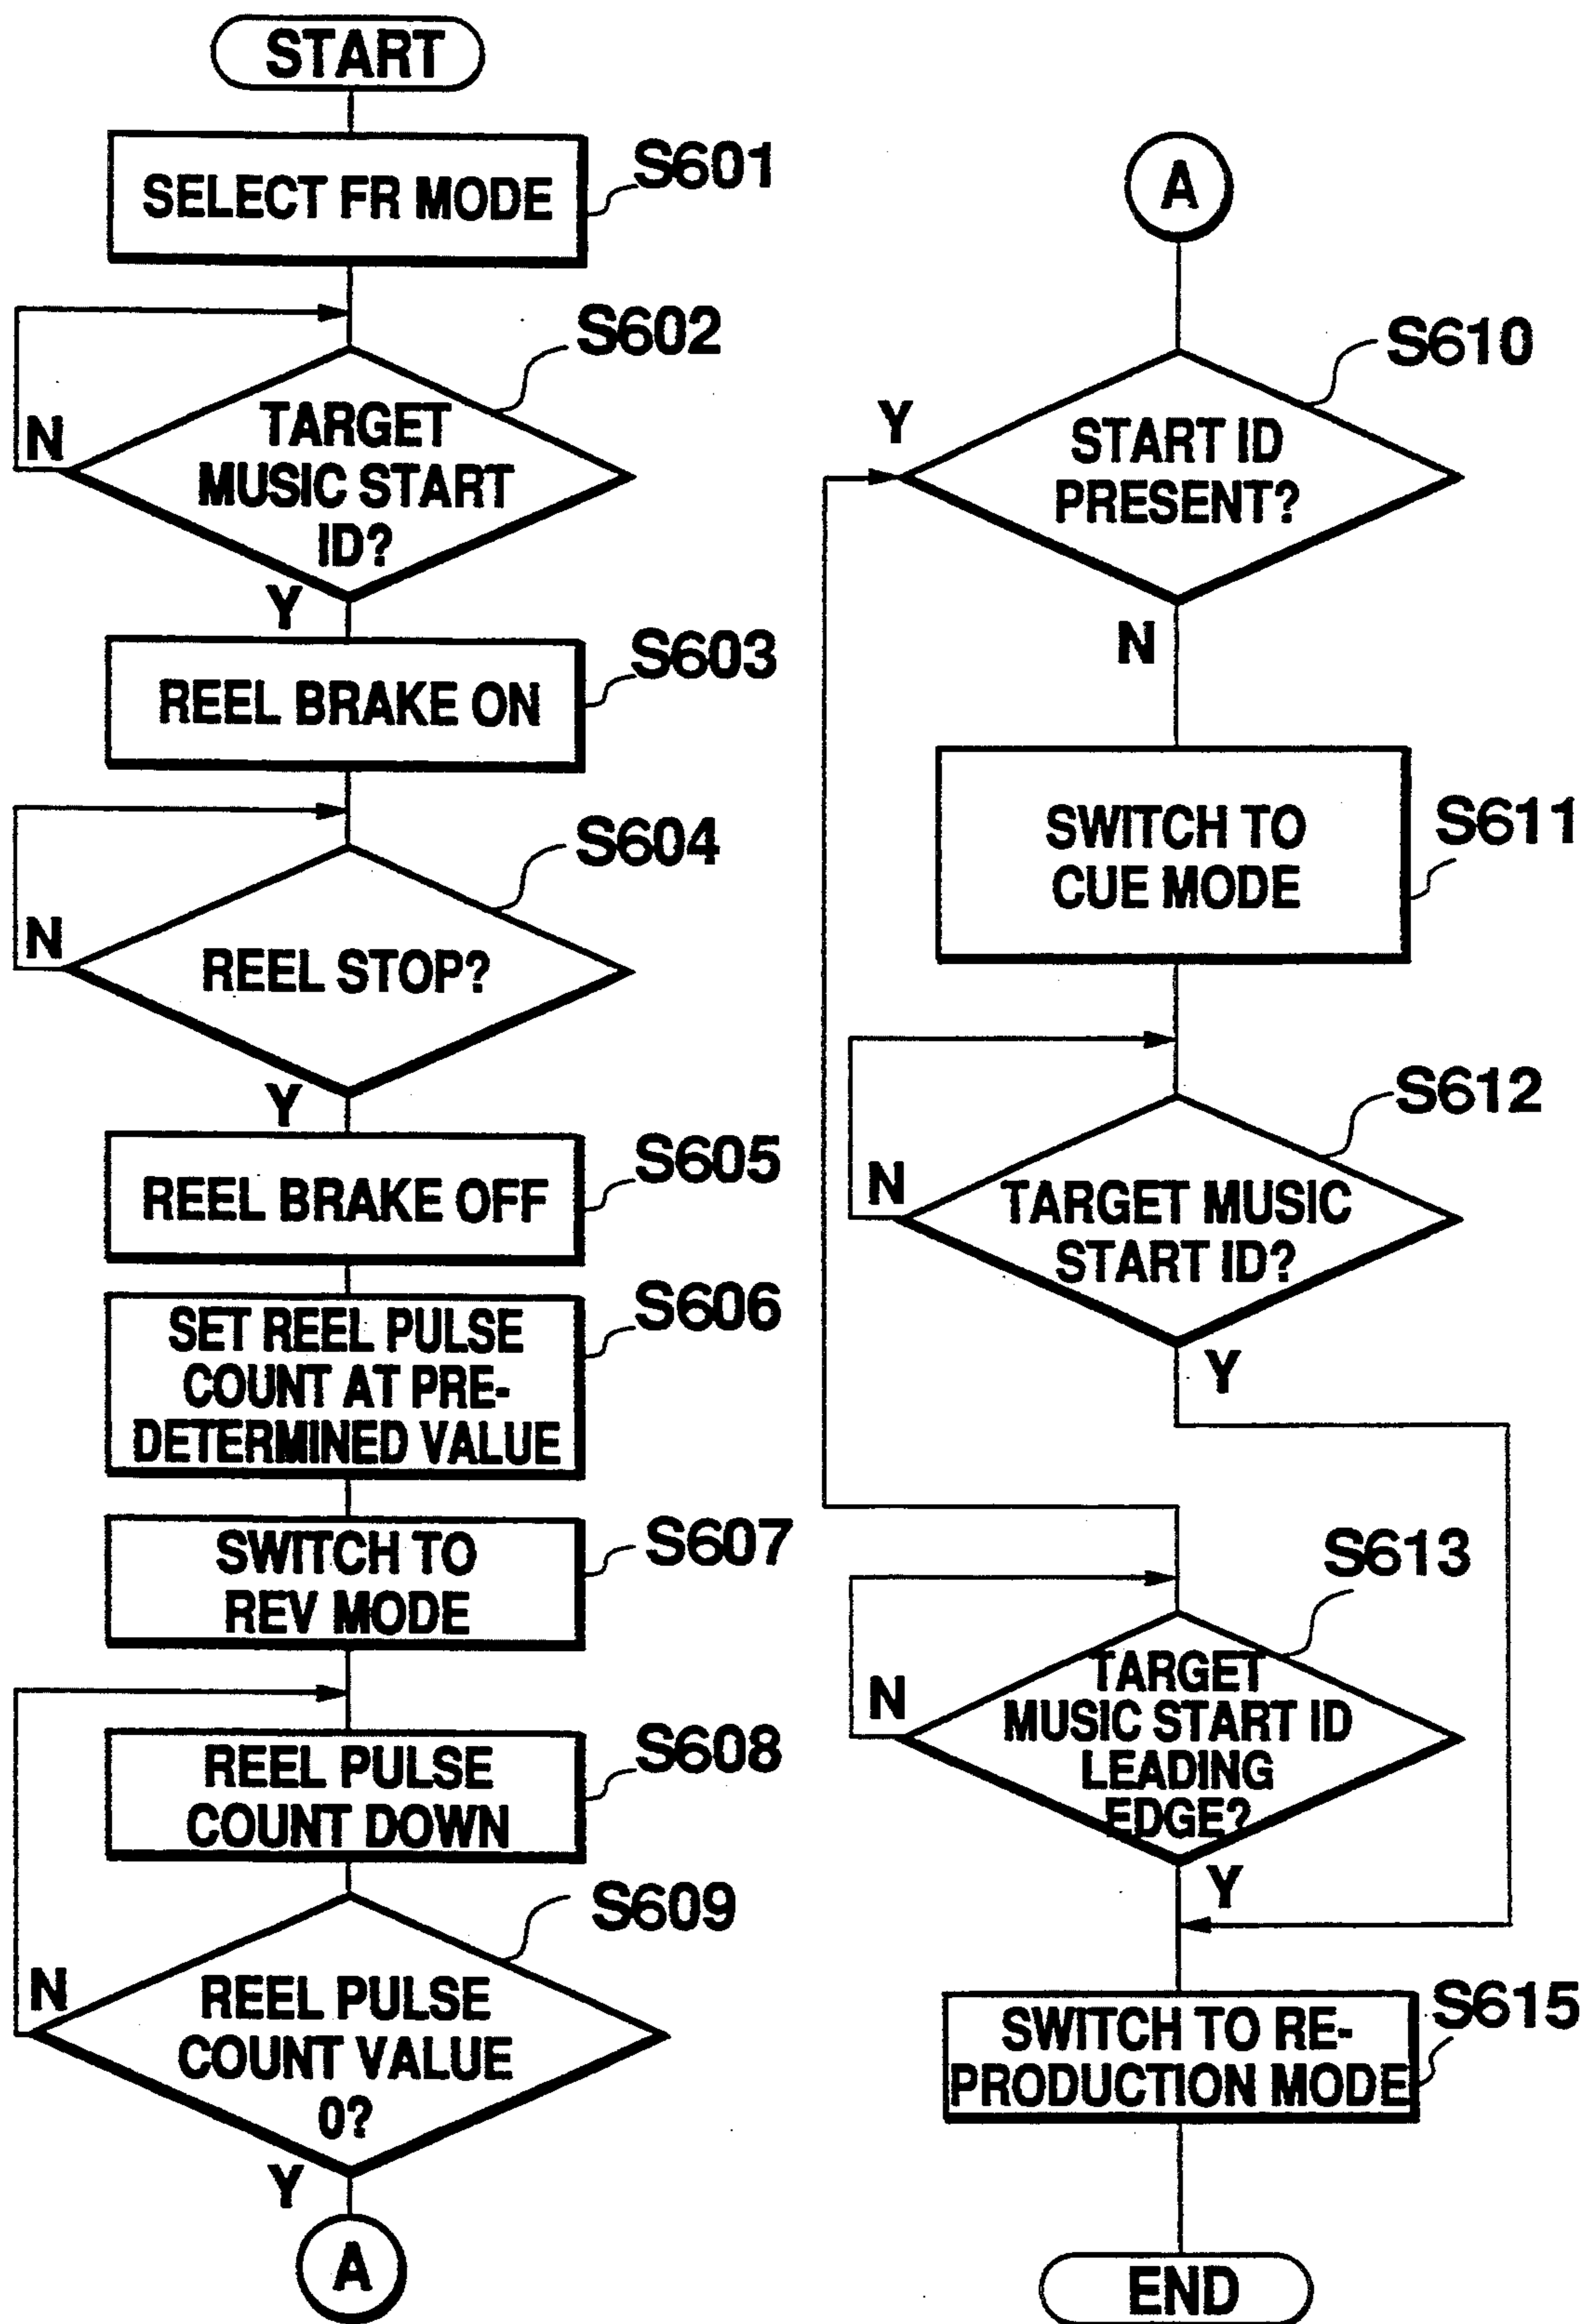 START
SELECT FR MODE
S601
S602
N
TARGET
MUSIC START
ID?
Y
S603
REEL BRAKE ON
S604
N
REEL STOP?
Y
S605
REEL BRAKE OFF
S606
SET REEL PULSE
COUNT AT PRE-
DETERMINED VALUE
S607
SWITCH TO
REV MODE
S608
REEL PULSE
COUNT DOWN
S609
N
REEL PULSE
COUNT VALUE
0?
Y
A
A
S610
Y
START ID
PRESENT?
N
SWITCH TO
CUE MODE
S611
S612
N
TARGET MUSIC
START ID?
Y
S613
N
TARGET
MUSIC START ID
LEADING
EDGE?
Y
S615
SWITCH TO RE-
PRODUCTION MODE
END